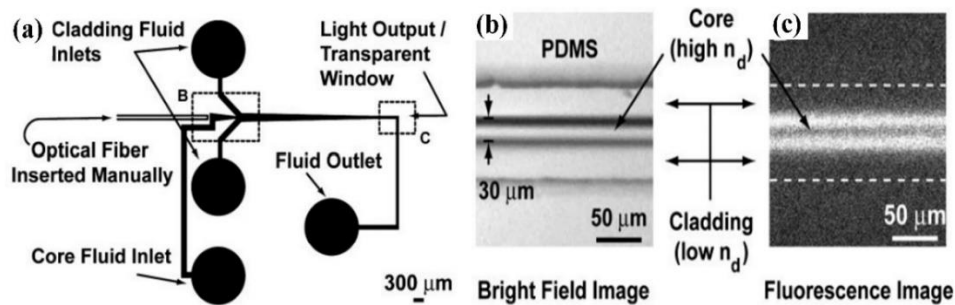 (a)
Cladding Fluid
Inlets
Light Output /
Transparent
Window
B
C
Optical Fiber
Inserted Manually
Fluid Outlet
Core Fluid Inlet
300 μm
(b)
PDMS
30 μm
50 μm
Bright Field Image
Core
(high n_d)
Cladding
(low n_d)
(c)
50 μm
Fluorescence Image